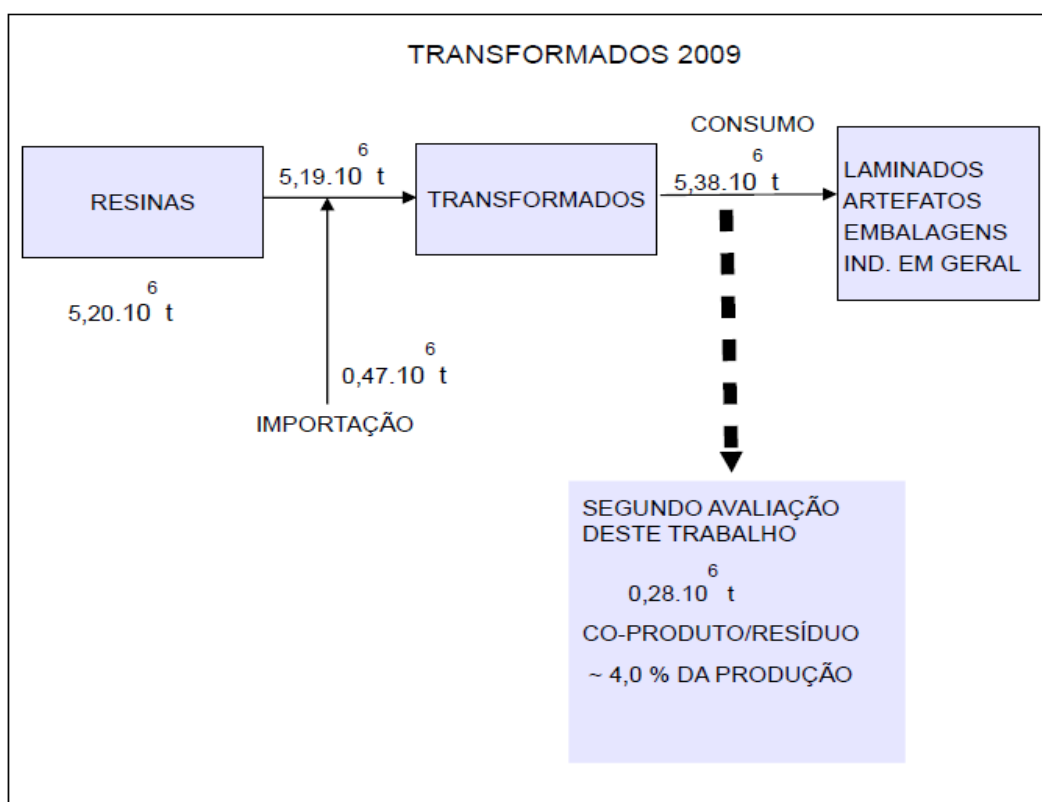 TRANSFORMADOS 2009
RESINAS
5,20.10⁶ t
5,19.10⁶ t
0,47.10⁶ t
IMPORTAÇÃO
TRANSFORMADOS
CONSUMO
5,38.10⁶ t
LAMINADOS
ARTEFATOS
EMBALAGENS
IND. EM GERAL
SEGUNDO AVALIAÇÃO
DESTE TRABALHO
0,28.10⁶ t
CO-PRODUTO/RESÍDUO
~ 4,0 % DA PRODUÇÃO